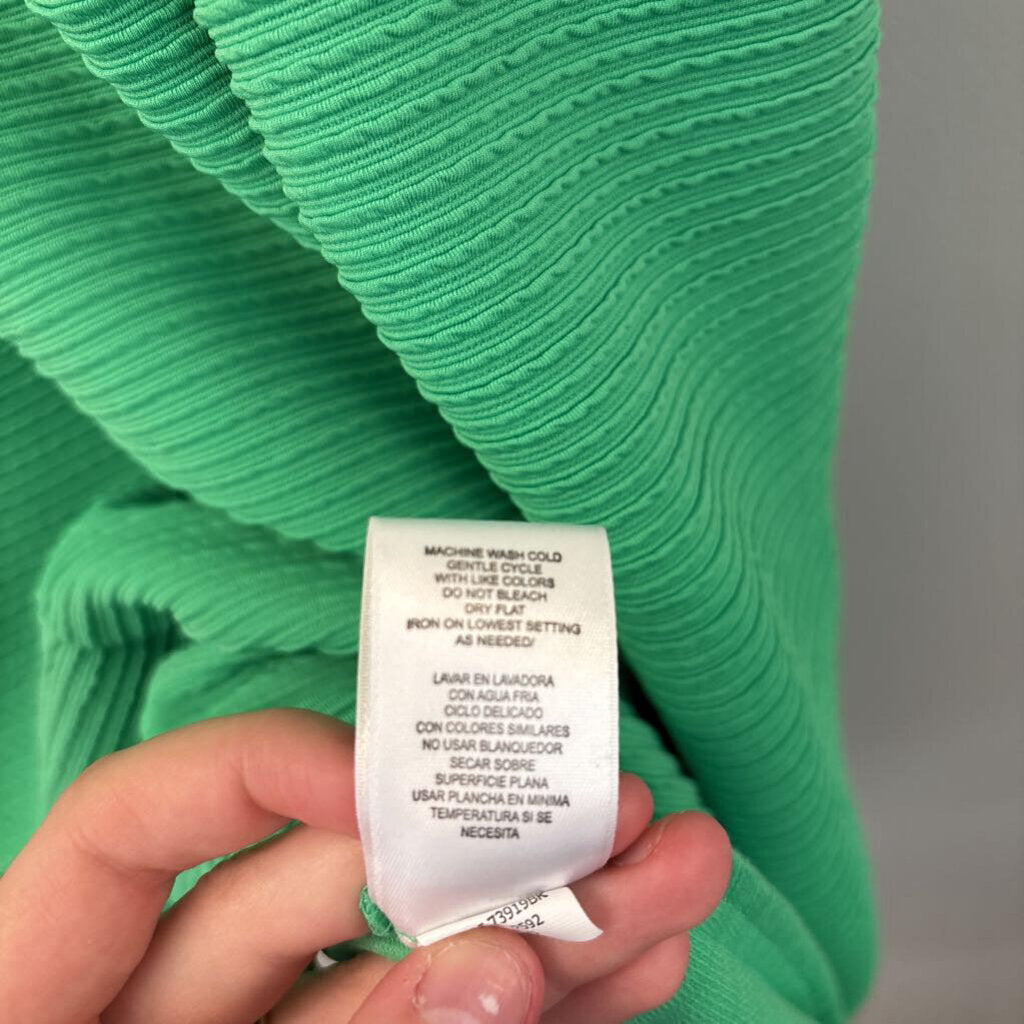 MACHINE WASH COLD
GENTLE CYCLE
WITH LIKE COLORS
DO NOT BLEACH
DRY FLAT
IRON ON LOWEST SETTING
AS NEEDED/
LAVAR EN LAVADORA
CON AGUA FRIA
CICLO DELICADO
CON COLORES SIMILARES
NO USAR BLANQUEDOR
SECAR SOBRE
SUPERFICIE PLANA
USAR PLANCHA EN MINIMA
TEMPERATURA SI SE
NECESITA
73919BK